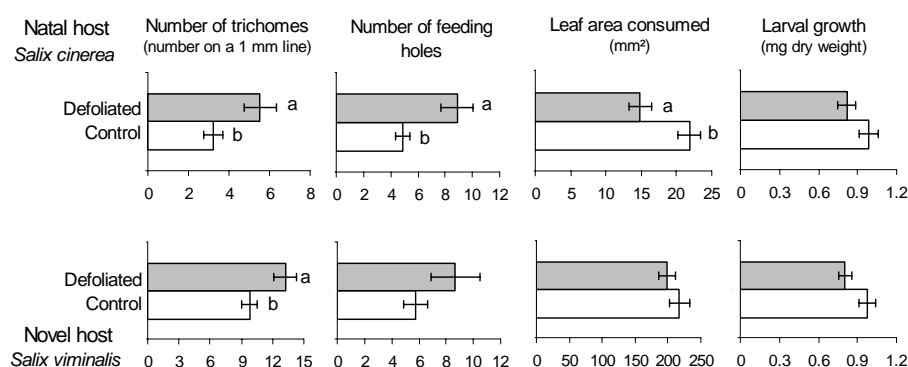 Natal host
Salix cinerea
Number of trichomes
(number on a 1 mm line)
Number of feeding
holes
Leaf area consumed
(mm²)
Larval growth
(mg dry weight)
Defoliated
Control
a
b
a
b
a
b
0 2 4 6 8
0 2 4 6 8 10 12
0 5 10 15 20 25
0 0.3 0.6 0.9 1.2
Defoliated
Control
a
b
Novel host
Salix viminalis
0 3 6 9 12 15
0 2 4 6 8 10 12
0 50 100 150 200 250
0 0.3 0.6 0.9 1.2